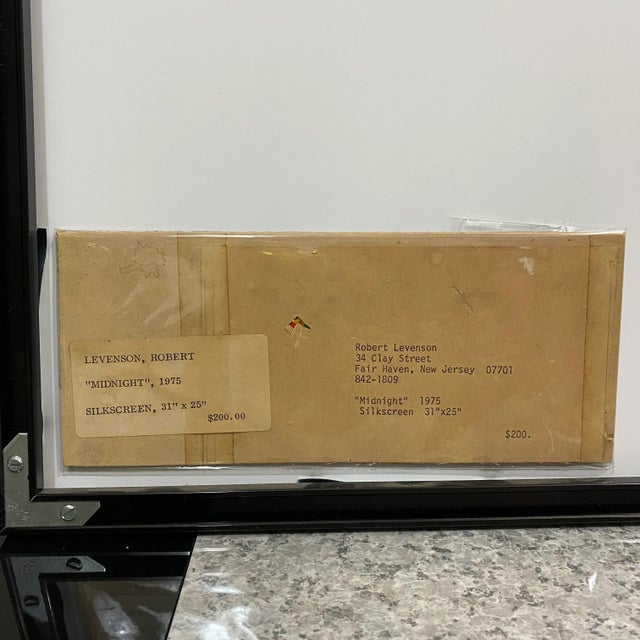 LEVENSON, ROBERT
"MIDNIGHT", 1975
SILKSCREEN, 31" x 25"
$200.00
Robert Levenson
34 Clay Street
Fair Haven, New Jersey 07701
842-1809
"Midnight" 1975
Silkscreen 31"x25"
$200.